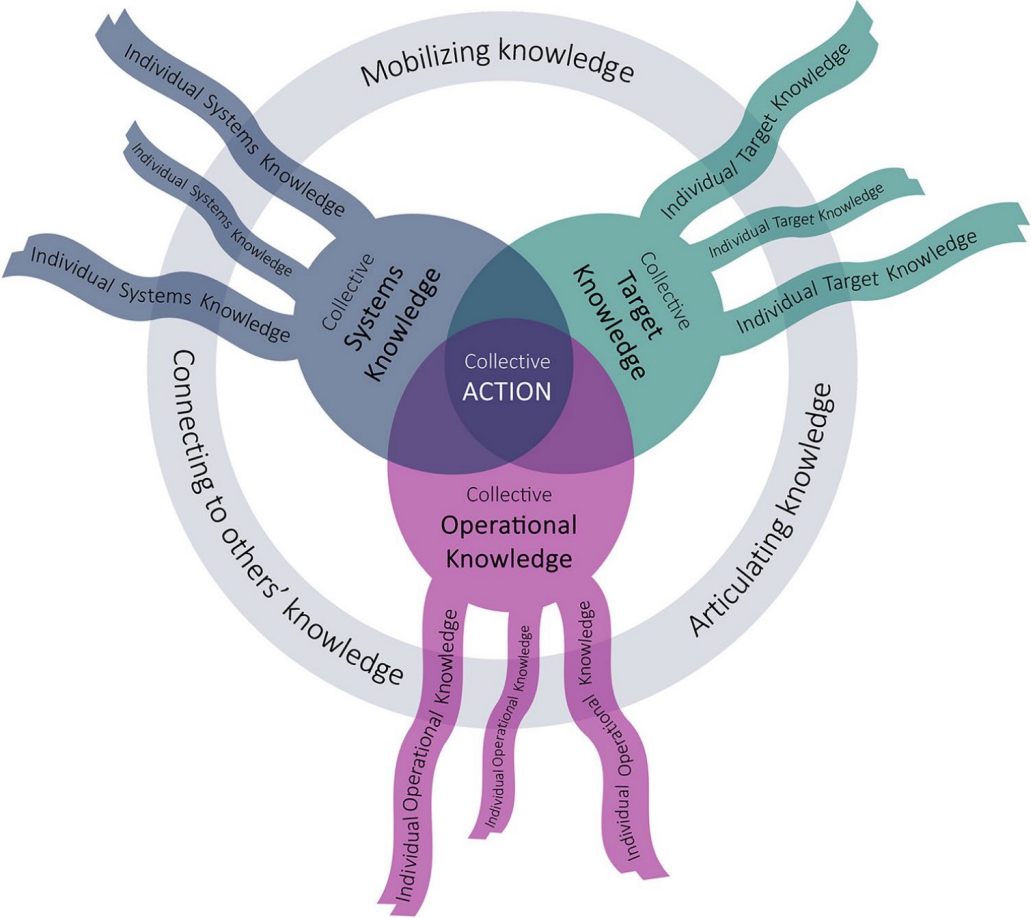 Mobilizing knowledge
Individual Systems Knowledge
Individual Systems Knowledge
Individual Systems Knowledge
Individual Target Knowledge
Individual Target Knowledge
Individual Target Knowledge
Collective
Systems
Knowledge
Collective
Target
Knowledge
Collective
ACTION
Connecting to others’ knowledge
Articulating knowledge
Collective
Operational
Knowledge
Individual Operational Knowledge
Individual Operational Knowledge
Individual Operational Knowledge